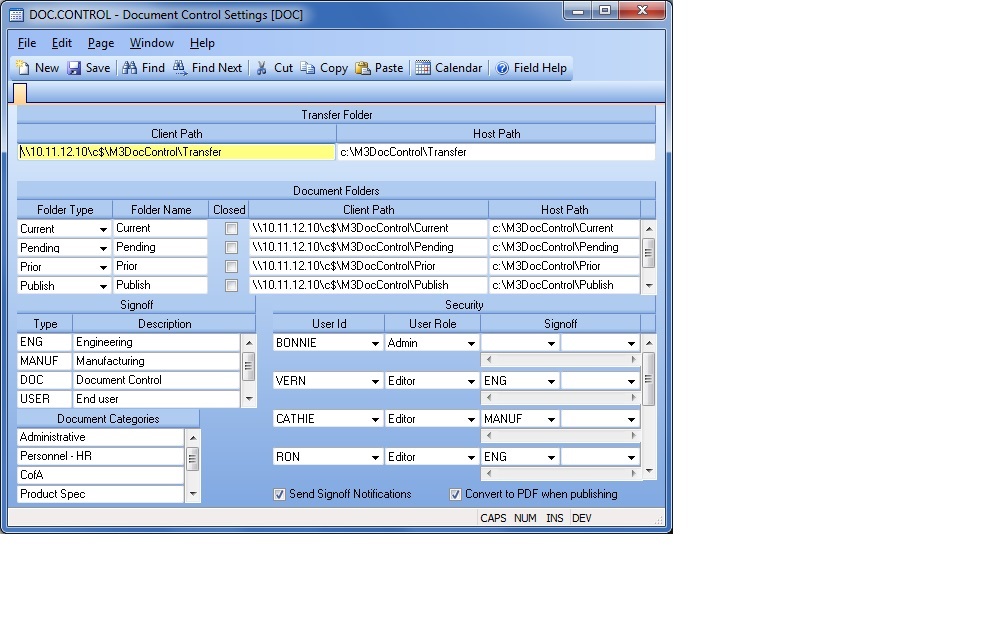 DOC.CONTROL - Document Control Settings [DOC]
File Edit Page Window Help
New Save Find Find Next Cut Copy Paste Calendar Field Help
Transfer Folder
Client Path Host Path
\\10.11.12.10\c$\M3DocControl\Transfer c:\M3DocControl\Transfer
Document Folders
Folder Type Folder Name Closed Client Path Host Path
Current Current \\10.11.12.10\c$\M3DocControl\Current c:\M3DocControl\Current
Pending Pending \\10.11.12.10\c$\M3DocControl\Pending c:\M3DocControl\Pending
Prior Prior \\10.11.12.10\c$\M3DocControl\Prior c:\M3DocControl\Prior
Publish Publish \\10.11.12.10\c$\M3DocControl\Publish c:\M3DocControl\Publish
Signoff
Type Description
ENG Engineering
MANUF Manufacturing
DOC Document Control
USER End user
Document Categories
Administrative
Personnel - HR
CofA
Product Spec
Security
User Id User Role Signoff
BONNIE Admin
VERN Editor ENG
CATHIE Editor MANUF
RON Editor ENG
Send Signoff Notifications Convert to PDF when publishing
CAPS NUM INS DEV